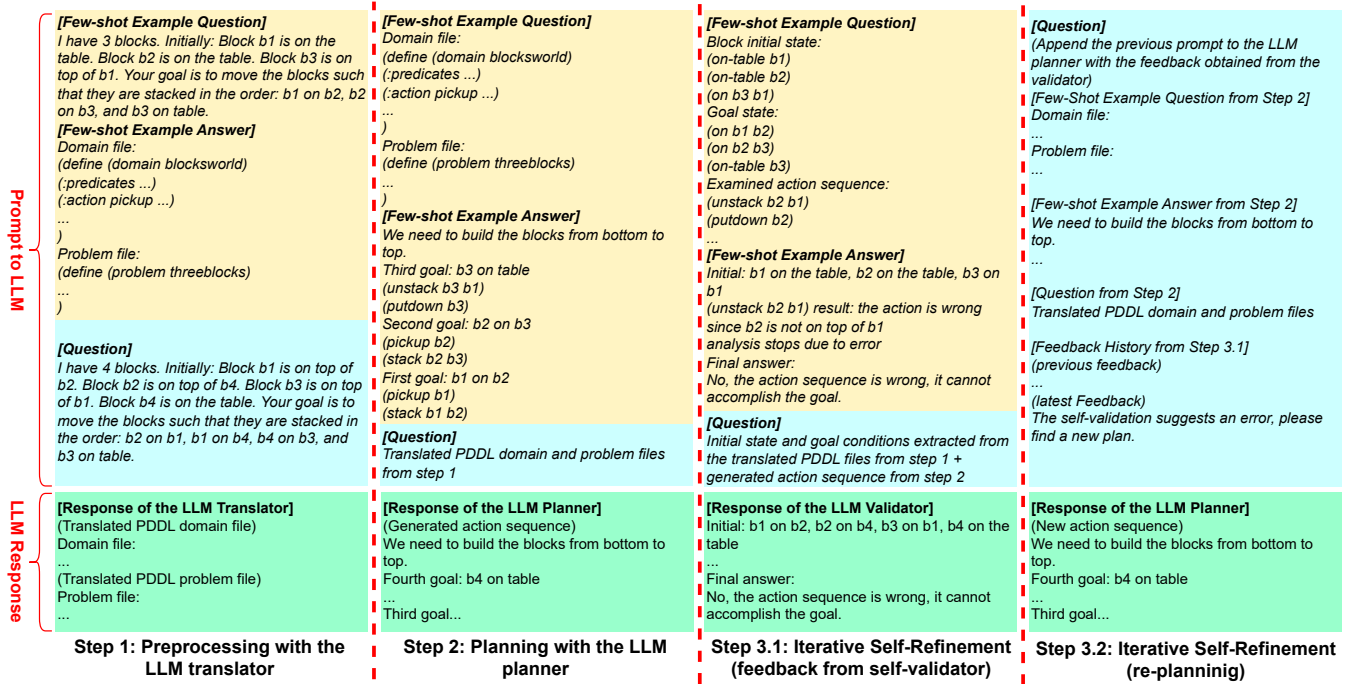 Prompt to LLM
LLM Response
[Few-shot Example Question]
I have 3 blocks. Initially: Block b1 is on the
table. Block b2 is on the table. Block b3 is on
top of b1. Your goal is to move the blocks such
that they are stacked in the order: b1 on b2, b2
on b3, and b3 on table.
[Few-shot Example Answer]
Domain file:
(define (domain blocksworld)
(:predicates ...)
(:action pickup ...)
...
)
Problem file:
(define (problem threeblocks)
...
)
[Question]
I have 4 blocks. Initially: Block b1 is on top of
b2. Block b2 is on top of b4. Block b3 is on top
of b1. Block b4 is on the table. Your goal is to
move the blocks such that they are stacked in
the order: b2 on b1, b1 on b4, b4 on b3, and
b3 on table.
[Response of the LLM Translator]
(Translated PDDL domain file)
Domain file:
...
(Translated PDDL problem file)
Problem file:
...
Step 1: Preprocessing with the
LLM translator
[Few-shot Example Question]
Domain file:
(define (domain blocksworld)
(:predicates ...)
(:action pickup ...)
...
)
Problem file:
(define (problem threeblocks)
...
)
[Few-shot Example Answer]
We need to build the blocks from bottom to
top.
Third goal: b3 on table
(unstack b3 b1)
(putdown b3)
Second goal: b2 on b3
(pickup b2)
(stack b2 b3)
First goal: b1 on b2
(pickup b1)
(stack b1 b2)
[Question]
Translated PDDL domain and problem files
from step 1
[Response of the LLM Planner]
(Generated action sequence)
We need to build the blocks from bottom to
top.
Fourth goal: b4 on table
...
Third goal...
Step 2: Planning with the LLM
planner
[Few-shot Example Question]
Block initial state:
(on-table b1)
(on-table b2)
(on b3 b1)
Goal state:
(on b1 b2)
(on b2 b3)
(on-table b3)
Examined action sequence:
(unstack b2 b1)
(putdown b2)
...
[Few-shot Example Answer]
Initial: b1 on the table, b2 on the table, b3 on
b1
(unstack b2 b1) result: the action is wrong
since b2 is not on top of b1
analysis stops due to error
Final answer:
No, the action sequence is wrong, it cannot
accomplish the goal.
[Question]
Initial state and goal conditions extracted from
the translated PDDL files from step 1 +
generated action sequence from step 2
[Response of the LLM Validator]
Initial: b1 on b2, b2 on b4, b3 on b1, b4 on the
table
...
Final answer:
No, the action sequence is wrong, it cannot
accomplish the goal.
Step 3.1: Iterative Self-Refinement
(feedback from self-validator)
[Question]
(Append the previous prompt to the LLM
planner with the feedback obtained from the
validator)
[Few-Shot Example Question from Step 2]
Domain file:
...
Problem file:
...
[Few-shot Example Answer from Step 2]
We need to build the blocks from bottom to
top.
...
[Question from Step 2]
Translated PDDL domain and problem files
[Feedback History from Step 3.1]
(previous feedback)
...
(latest Feedback)
The self-validation suggests an error, please
find a new plan.
[Response of the LLM Planner]
(New action sequence)
We need to build the blocks from bottom to
top.
Fourth goal: b4 on table
...
Third goal...
Step 3.2: Iterative Self-Refinement
(re-planninig)